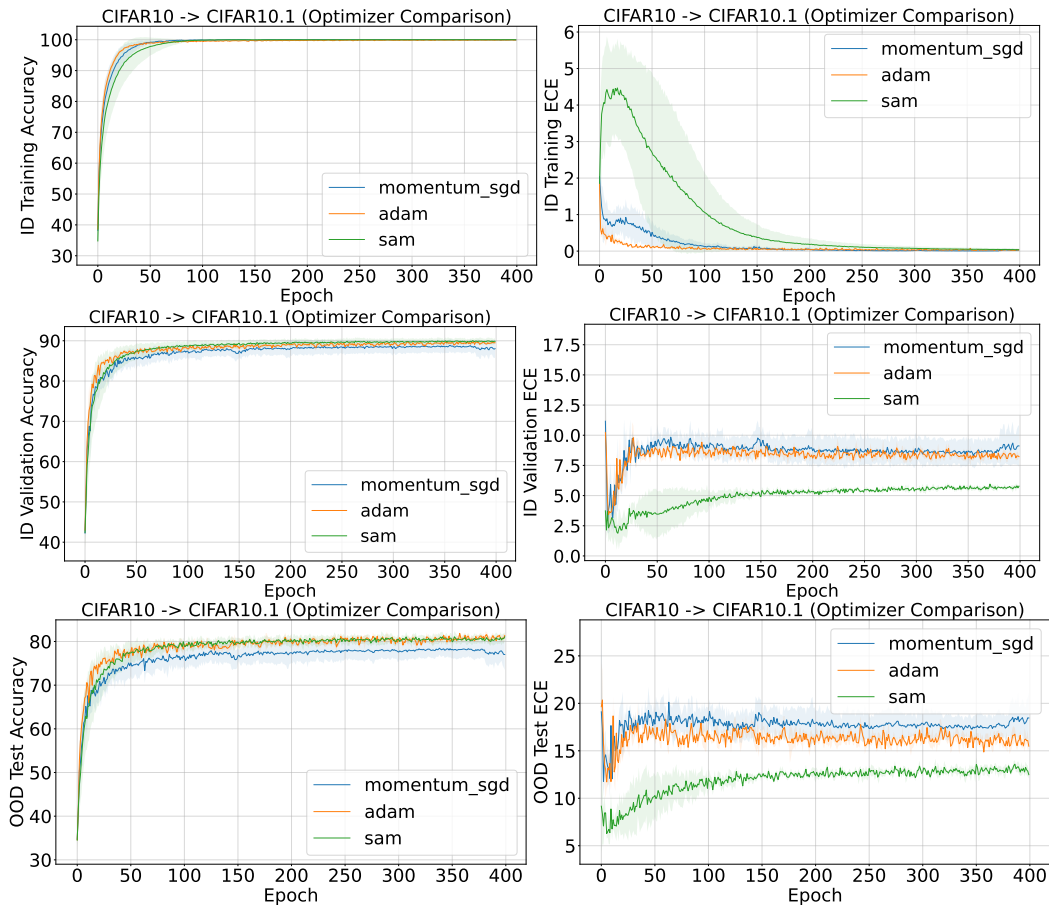 CIFAR10 -> CIFAR10.1 (Optimizer Comparison)
ID Training Accuracy
100
90
80
70
60
50
40
30
momentum_sgd
adam
sam
0 50 100 150 200 250 300 350 400
Epoch
CIFAR10 -> CIFAR10.1 (Optimizer Comparison)
ID Training ECE
6
5
4
3
2
1
0
momentum_sgd
adam
sam
0 50 100 150 200 250 300 350 400
Epoch
CIFAR10 -> CIFAR10.1 (Optimizer Comparison)
ID Validation Accuracy
90
80
70
60
50
40
momentum_sgd
adam
sam
0 50 100 150 200 250 300 350 400
Epoch
CIFAR10 -> CIFAR10.1 (Optimizer Comparison)
ID Validation ECE
17.5
15.0
12.5
10.0
7.5
5.0
2.5
0.0
momentum_sgd
adam
sam
0 50 100 150 200 250 300 350 400
Epoch
CIFAR10 -> CIFAR10.1 (Optimizer Comparison)
OOD Test Accuracy
80
70
60
50
40
30
momentum_sgd
adam
sam
0 50 100 150 200 250 300 350 400
Epoch
CIFAR10 -> CIFAR10.1 (Optimizer Comparison)
OOD Test ECE
25
20
15
10
5
momentum_sgd
adam
sam
0 50 100 150 200 250 300 350 400
Epoch